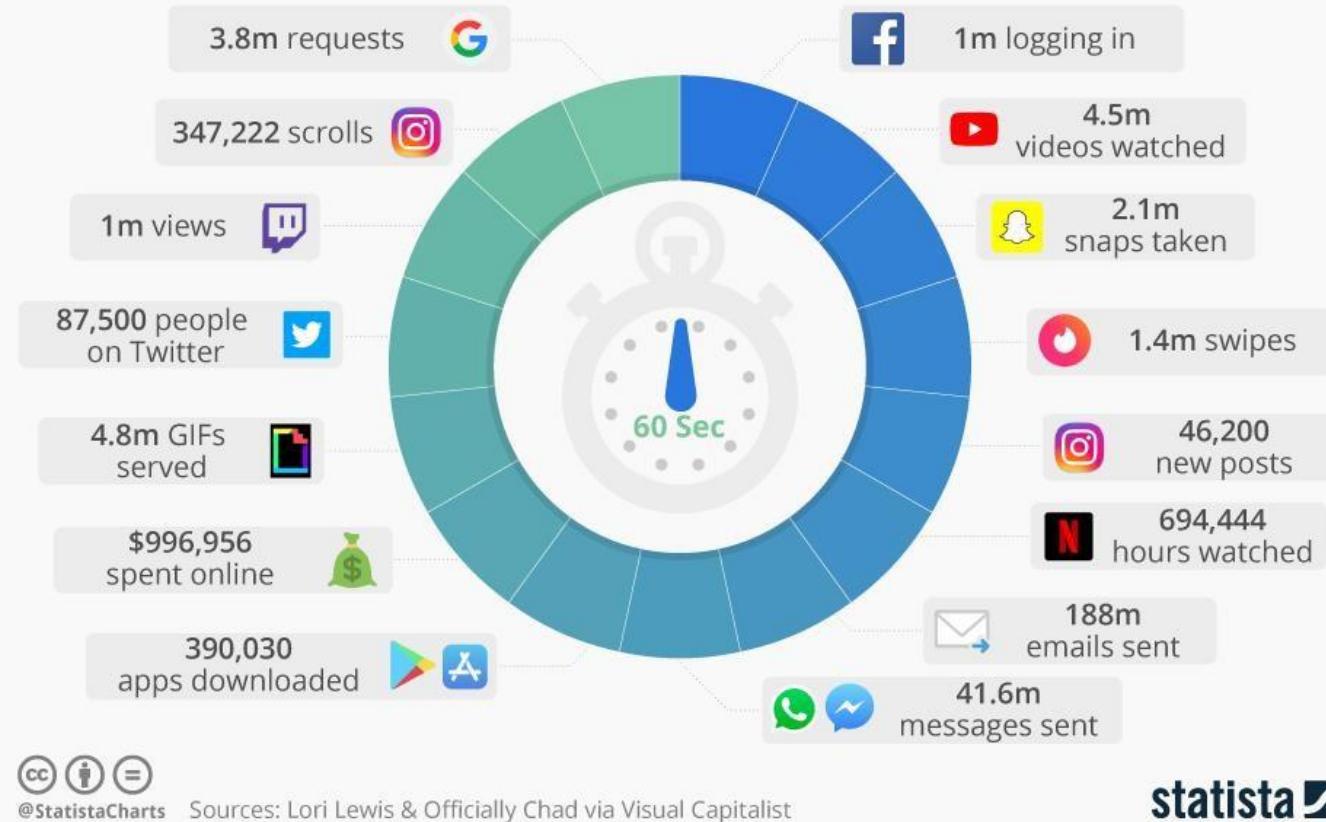 3.8m requests
1m logging in
347,222 scrolls
4.5m
videos watched
1m views
2.1m
snaps taken
87,500 people
on Twitter
1.4m swipes
4.8m GIFs
served
46,200
new posts
60 Sec
$996,956
spent online
694,444
hours watched
188m
emails sent
390,030
apps downloaded
41.6m
messages sent
@StatistaCharts Sources: Lori Lewis & Officially Chad via Visual Capitalist
statista